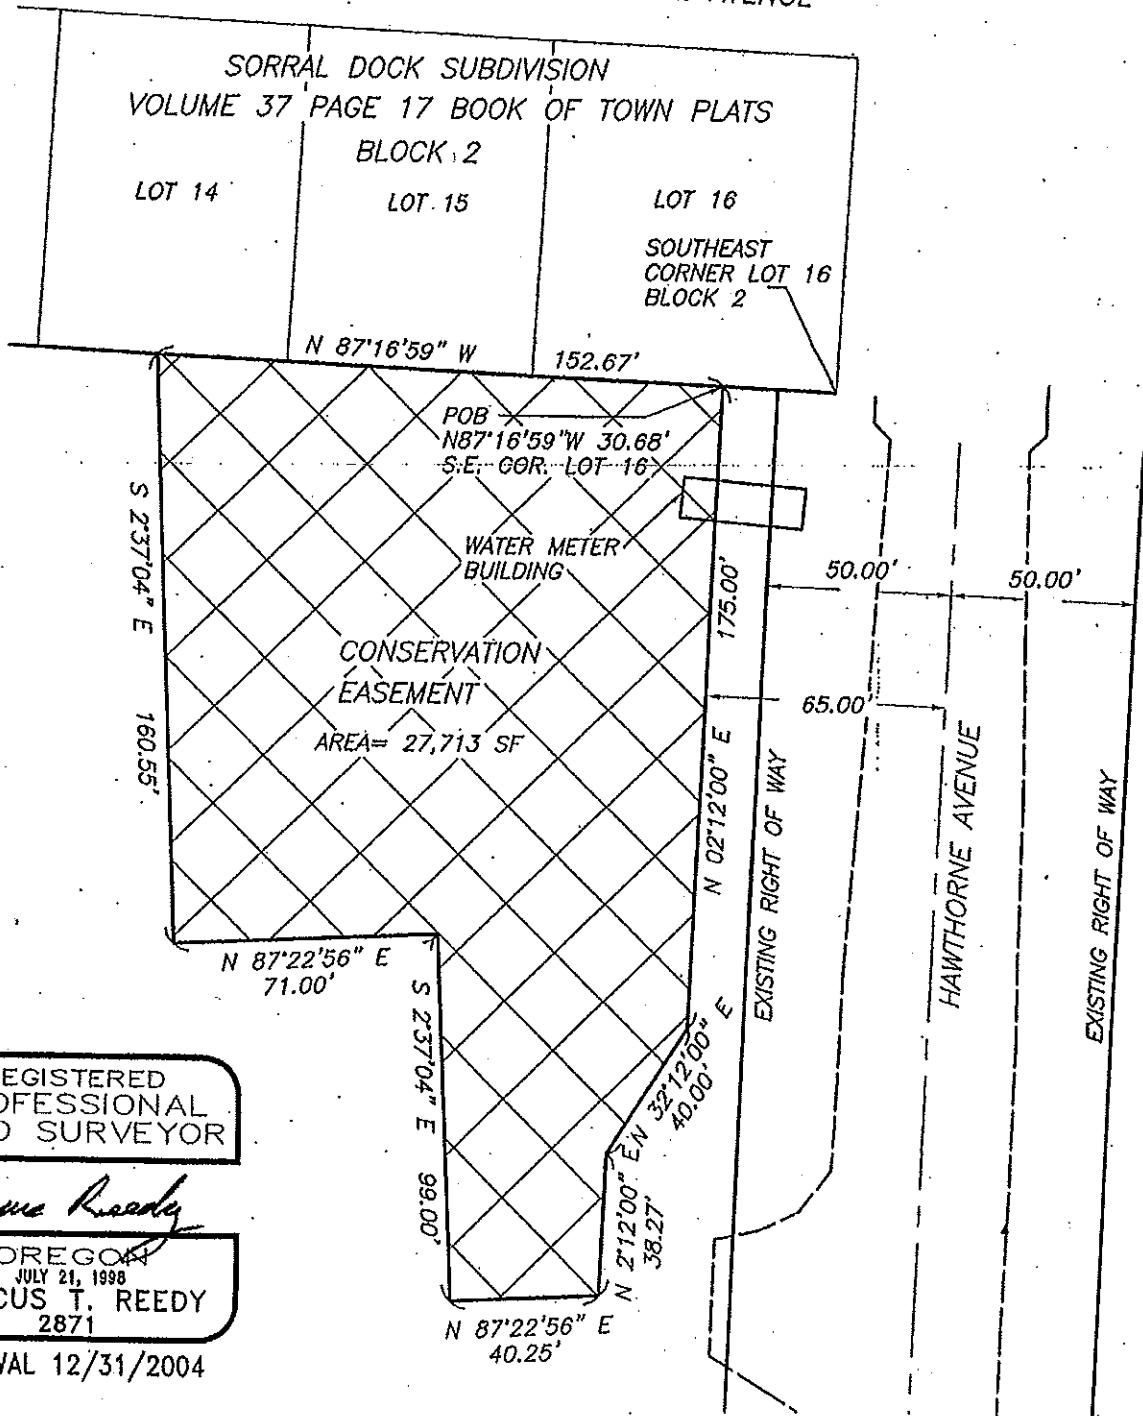 SORRAL DOCK SUBDIVISION
VOLUME 37 PAGE 17 BOOK OF TOWN PLATS
BLOCK 2
LOT 14
LOT 15
LOT 16
SOUTHEAST
CORNER LOT 16
BLOCK 2
N 87°16'59" W 152.67'
POB
N87°16'59"W 30.68'
S.E. COR. LOT 16
WATER METER
BUILDING
S 2°37'04" E 160.55'
175.00'
50.00'
50.00'
65.00'
CONSERVATION
EASEMENT
AREA= 27,713 SF
N 02°12'00" E
EXISTING RIGHT OF WAY
HAWTHORNE AVENUE
EXISTING RIGHT OF WAY
N 87°22'56" E
71.00'
S 2°37'04" E 99.00'
N 32°12'00" E
40.00'
N 2°12'00" E
38.27'
N 87°22'56" E
40.25'
EGISTERED
OFESSIONAL
SURVEYOR
Reedy
OREGON
JULY 21, 1998
CUS T. REEDY
2871
VAL 12/31/2004